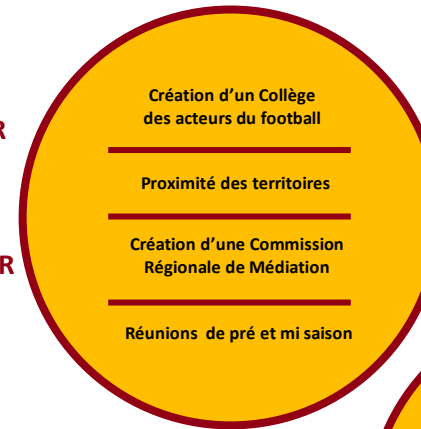 Création d'un Collège
des acteurs du football
R
Proximité des territoires
Création d'une Commission
R
Régionale de Médiation
Réunions de pré et mi saison